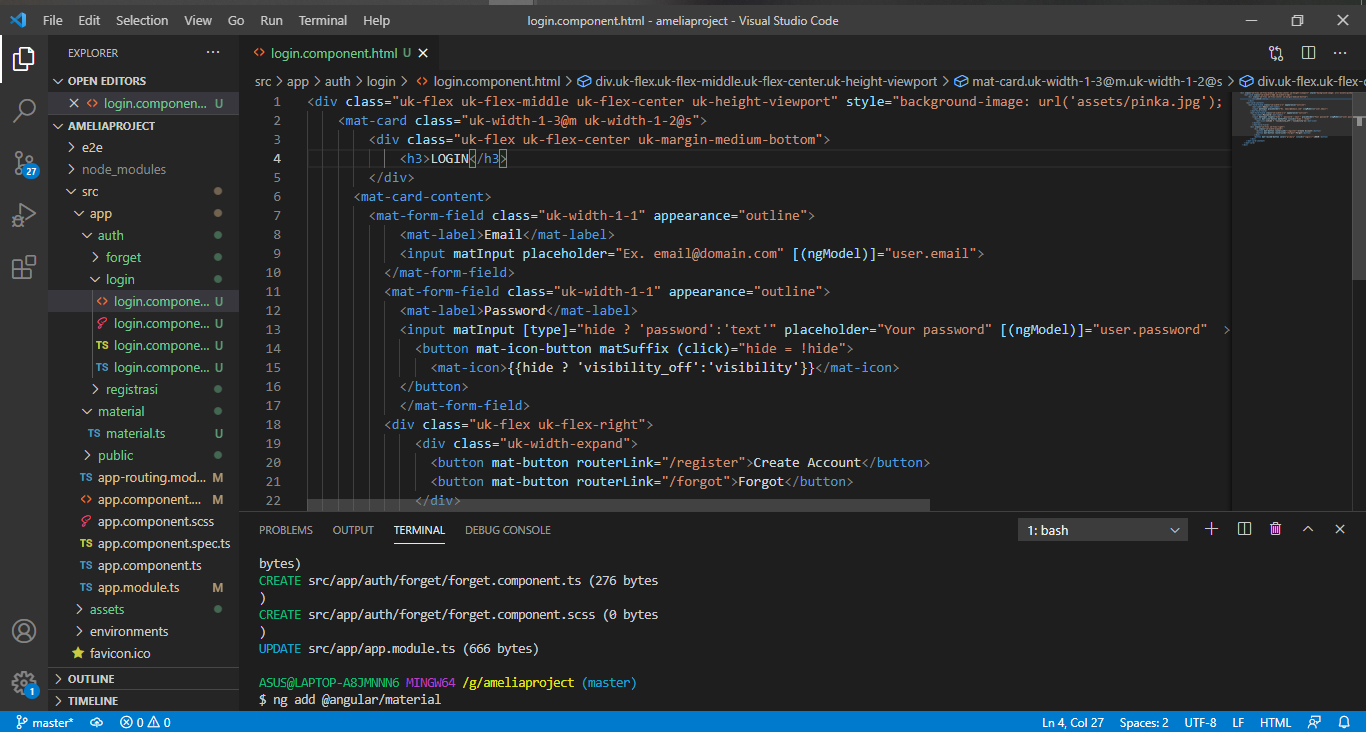 File Edit Selection View Go Run Terminal Help
login.component.html - ameliaproject - Visual Studio Code
EXPLORER
OPEN EDITORS
login.componen... U
AMELIAPROJECT
e2e
node_modules
src
app
auth
forget
login
login.compone... U
login.compone... U
TS login.compone... U
TS login.compone... U
registrasi
material
TS material.ts U
public
TS app-routing.mod... M
app.component.... M
app.component.scss
TS app.component.spec.ts
TS app.component.ts
TS app.module.ts M
assets
environments
favicon.ico
OUTLINE
TIMELINE
27
1
login.component.html U
src > app > auth > login > login.component.html > div.uk-flex.uk-flex-middle.uk-flex-center.uk-height-viewport > mat-card.uk-width-1-3@m.uk-width-1-2@s > div.uk-flex.uk-flex-c
1 <div class="uk-flex uk-flex-middle uk-flex-center uk-height-viewport" style="background-image: url('assets/pinka.jpg');
2 <mat-card class="uk-width-1-3@m uk-width-1-2@s">
3 <div class="uk-flex uk-flex-center uk-margin-medium-bottom">
4 <h3>LOGIN</h3>
5 </div>
6 <mat-card-content>
7 <mat-form-field class="uk-width-1-1" appearance="outline">
8 <mat-label>Email</mat-label>
9 <input matInput placeholder="Ex. email@domain.com" [(ngModel)]="user.email">
10 </mat-form-field>
11 <mat-form-field class="uk-width-1-1" appearance="outline">
12 <mat-label>Password</mat-label>
13 <input matInput [type]="hide ? 'password':'text'" placeholder="Your password" [(ngModel)]="user.password" >
14 <button mat-icon-button matSuffix (click)="hide = !hide">
15 <mat-icon>{{hide ? 'visibility_off':'visibility'}}</mat-icon>
16 </button>
17 </mat-form-field>
18 <div class="uk-flex uk-flex-right">
19 <div class="uk-width-expand">
20 <button mat-button routerLink="/register">Create Account</button>
21 <button mat-button routerLink="/forgot">Forgot</button>
22 </div>
PROBLEMS OUTPUT TERMINAL DEBUG CONSOLE
1: bash
bytes)
CREATE src/app/auth/forget/forget.component.ts (276 bytes
)
CREATE src/app/auth/forget/forget.component.scss (0 bytes
)
UPDATE src/app/app.module.ts (666 bytes)
ASUS@LAPTOP-A8JMNNN6 MINGW64 /g/ameliaproject (master)
$ ng add @angular/material
master* 0 0
Ln 4, Col 27 Spaces: 2 UTF-8 LF HTML